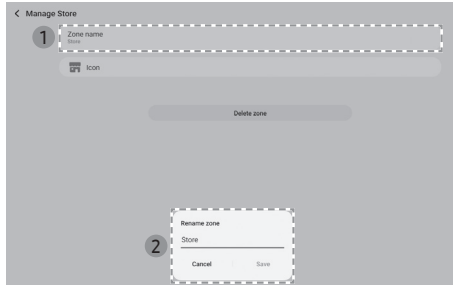 < Manage Store
1
Zone name
Store
Icon
Delete zone
2
Rename zone
Store
Cancel
Save